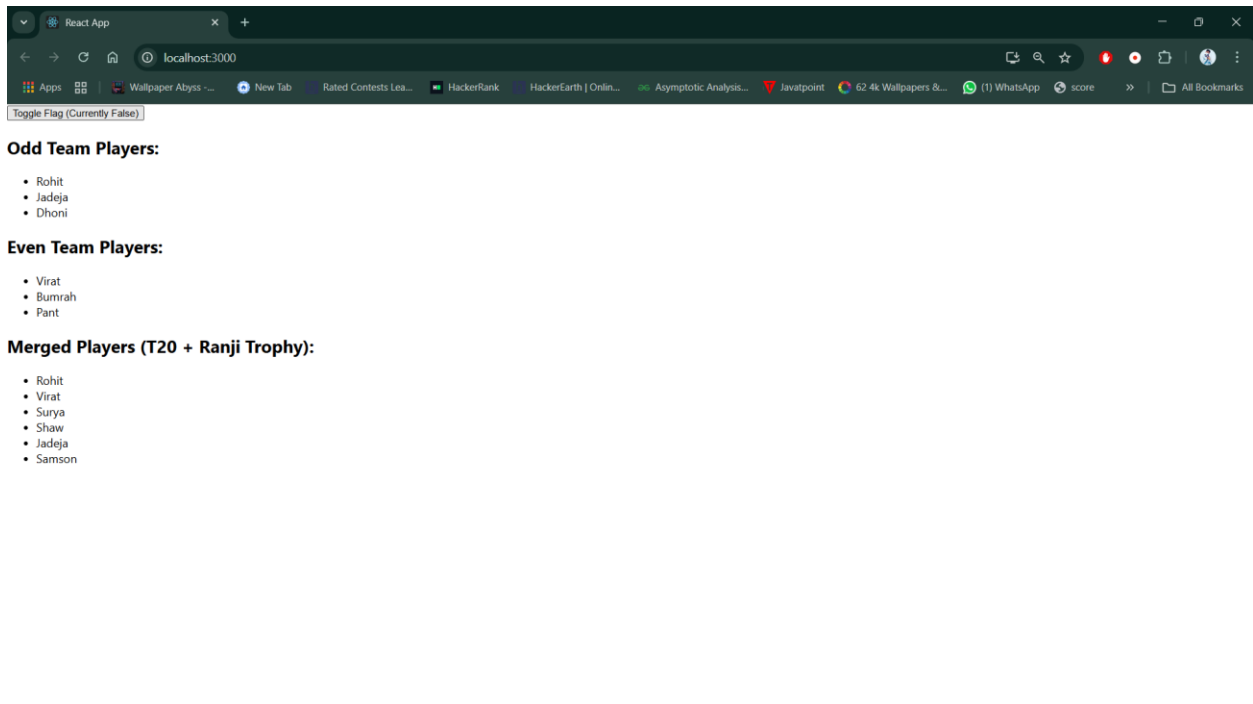 React App
localhost:3000
Apps
Wallpaper Abyss -...
New Tab
Rated Contests Lea...
HackerRank
HackerEarth | Onlin...
Asymptotic Analysis...
Javatpoint
62 4k Wallpapers &...
(1) WhatsApp
score
All Bookmarks
Toggle Flag (Currently False)
Odd Team Players:
Rohit
Jadeja
Dhoni
Even Team Players:
Virat
Bumrah
Pant
Merged Players (T20 + Ranji Trophy):
Rohit
Virat
Surya
Shaw
Jadeja
Samson